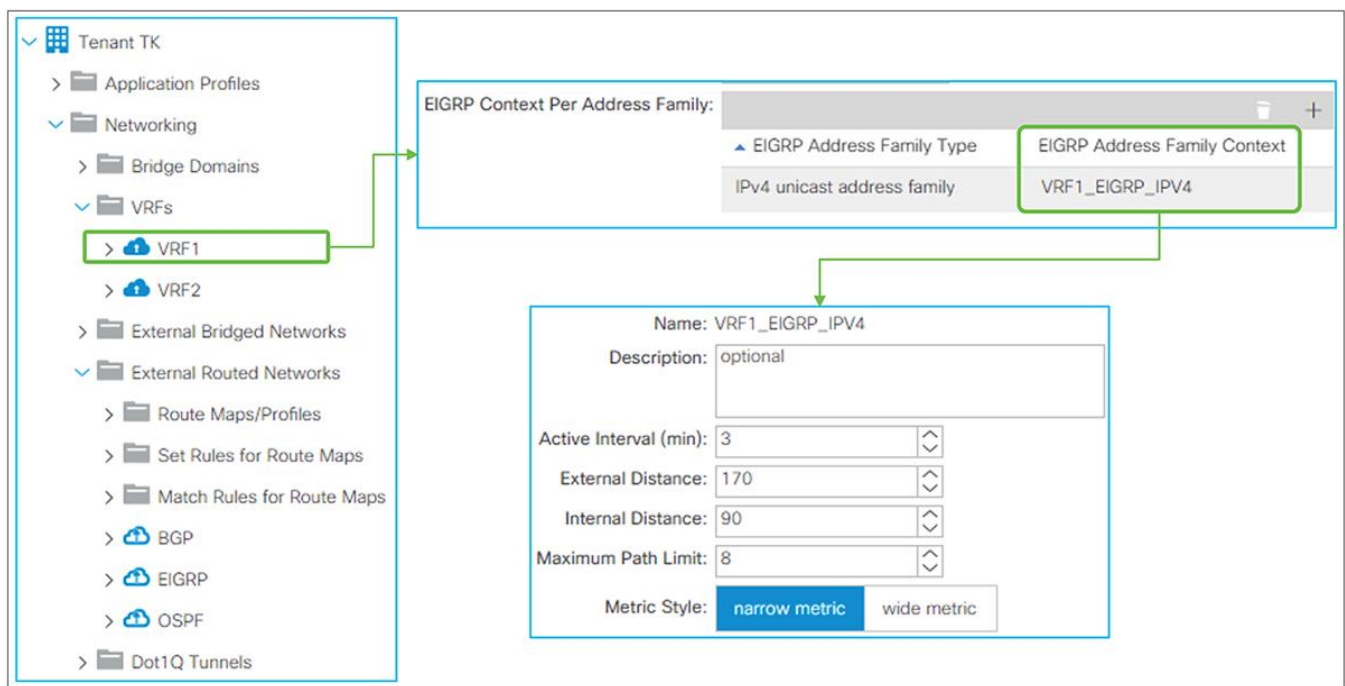 Tenant TK
Application Profiles
Networking
Bridge Domains
VRFs
VRF1
VRF2
External Bridged Networks
External Routed Networks
Route Maps/Profiles
Set Rules for Route Maps
Match Rules for Route Maps
BGP
EIGRP
OSPF
Dot1Q Tunnels
EIGRP Context Per Address Family:
EIGRP Address Family Type EIGRP Address Family Context
IPv4 unicast address family VRF1_EIGRP_IPV4
Name: VRF1_EIGRP_IPV4
Description: optional
Active Interval (min): 3
External Distance: 170
Internal Distance: 90
Maximum Path Limit: 8
Metric Style: narrow metric wide metric